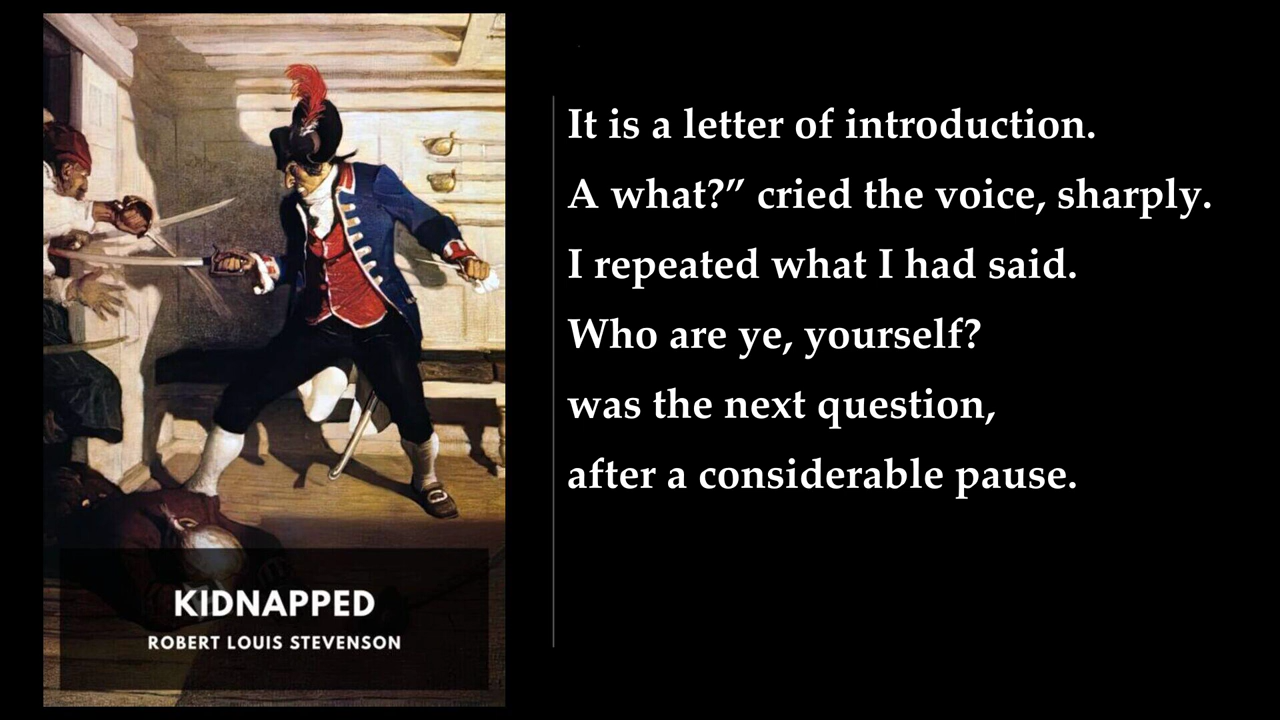 It is a letter of introduction.
A what?” cried the voice, sharply.
I repeated what I had said.
Who are ye, yourself?
was the next question,
after a considerable pause.
KIDNAPPED
ROBERT LOUIS STEVENSON